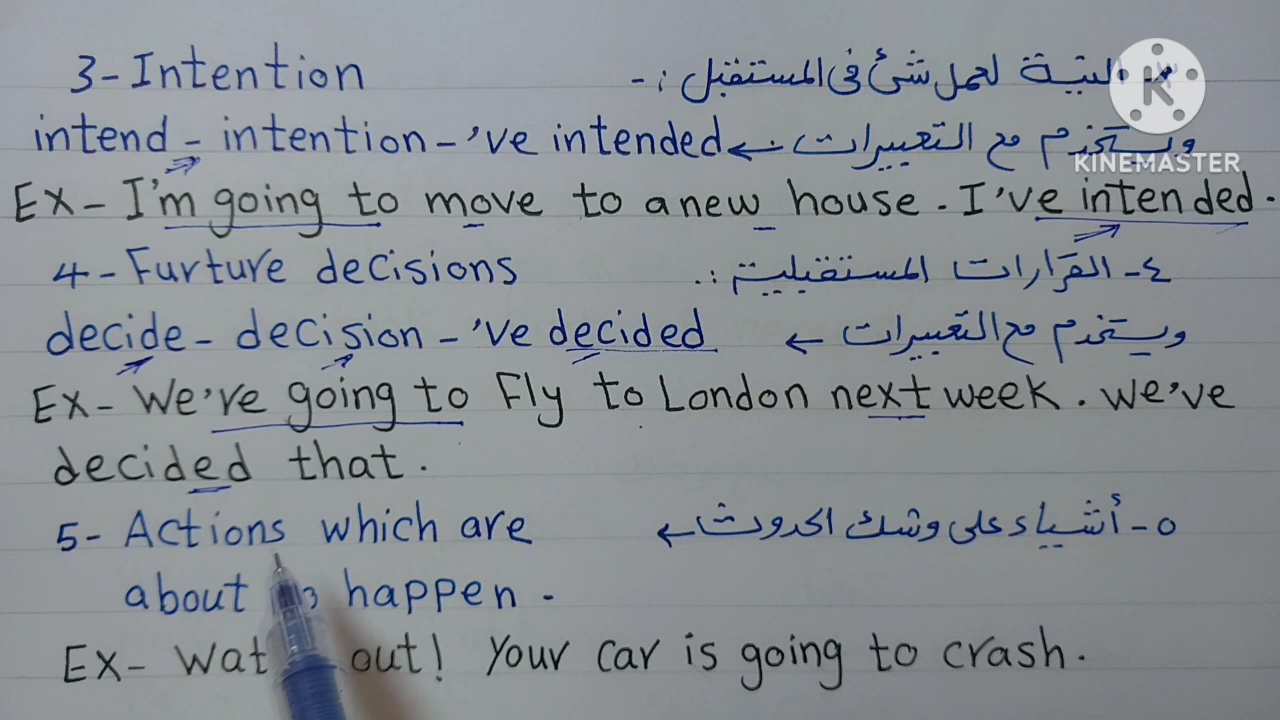 3-Intention ٣- النية لعمل شئ فى المستقبل :-
intend - intention -'ve intended ← ويستخدم مع التعبيرات
Ex- I'm going to move to a new house. I've intended.
4- Furture decisions ٤- القرارات المستقبلية :.
decide- decision -'ve decided ويستخدم مع التعبيرات ←
Ex- We're going to Fly to London next week. We've
decided that.
5- Actions which are ٥- أشياء على وشك الحدوث ←
about happen.
Ex- out! Your car is going to crash.
KINEMASTER